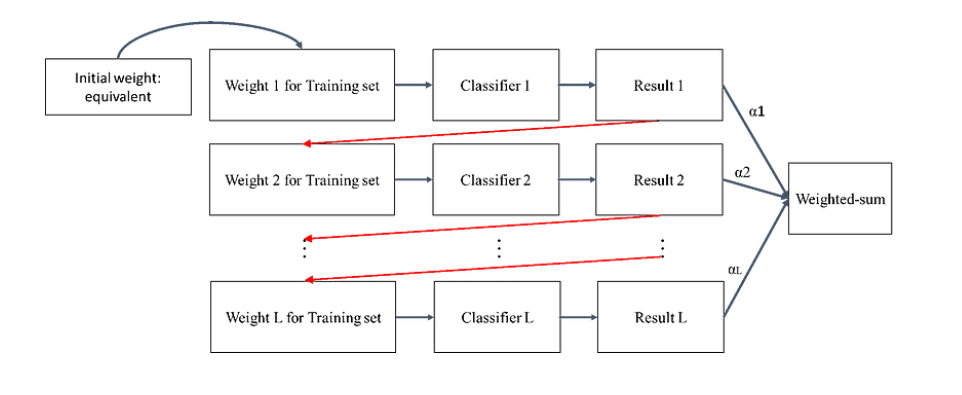 Initial weight:
equivalent
Weight 1 for Training set
Classifier 1
Result 1
α1
Weight 2 for Training set
Classifier 2
Result 2
α2
Weighted-sum
⋮ ⋮ ⋮
αL
Weight L for Training set
Classifier L
Result L